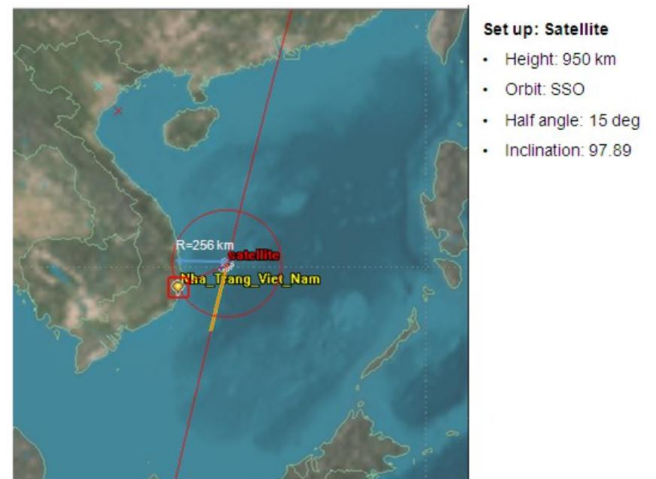 Set up: Satellite
• Height: 950 km
• Orbit: SSO
• Half angle: 15 deg
• Inclination: 97.89
R=256 km
satellite
Nha_Trang_Viet_Nam